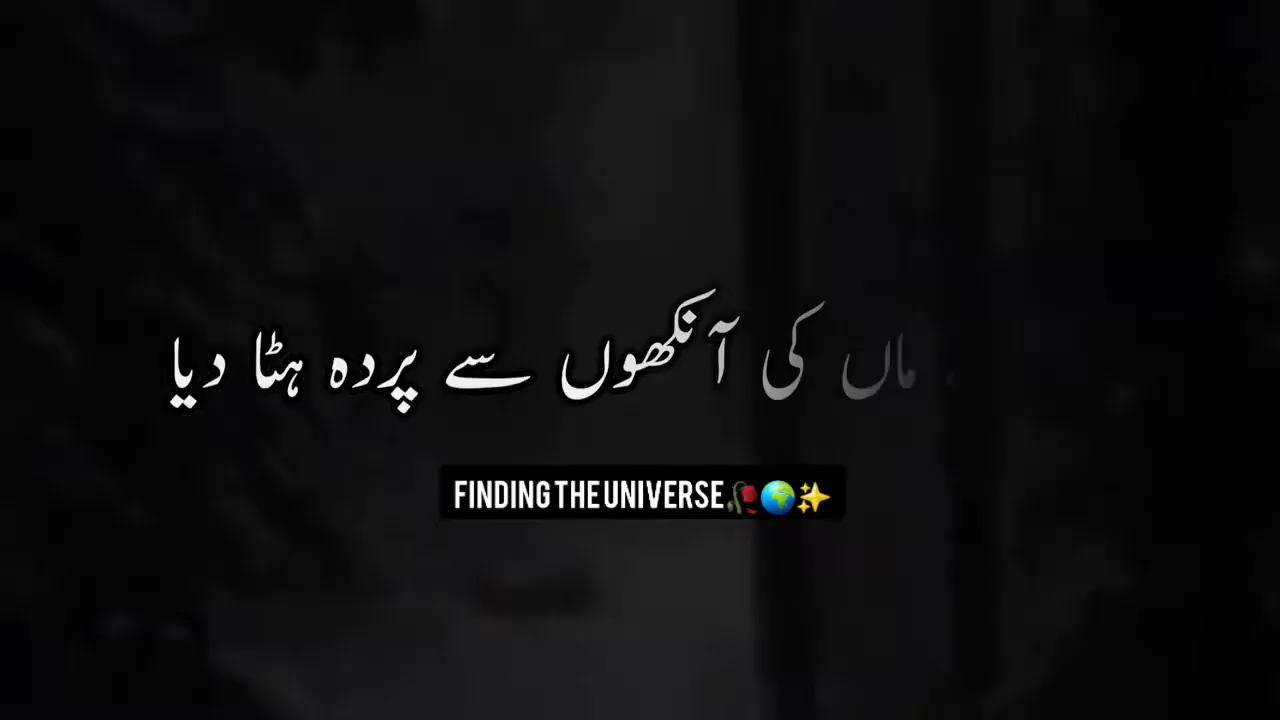 ماں کی آنکھوں سے پردہ ہٹا دیا
FINDING THE UNIVERSE🥀🌍✨